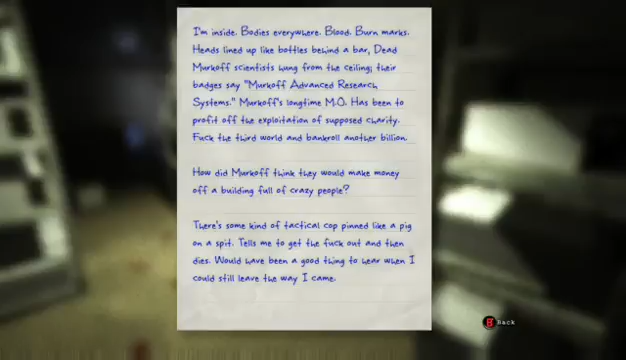 I'm inside. Bodies everywhere. Blood. Burn marks.
Heads lined up like bottles behind a bar, Dead
Murkoff scientists hung from the ceiling; their
badges say "Murkoff Advanced Research
Systems." Murkoff's longtime M.O. Has been to
profit off the exploitation of supposed charity.
Fuck the third world and bankroll another billion.
How did Murkoff think they would make money
off a building full of crazy people?
There's some kind of tactical cop pinned like a pig
on a spit. Tells me to get the fuck out and then
dies. Would have been a good thing to hear when I
could still leave the way I came.
B Back